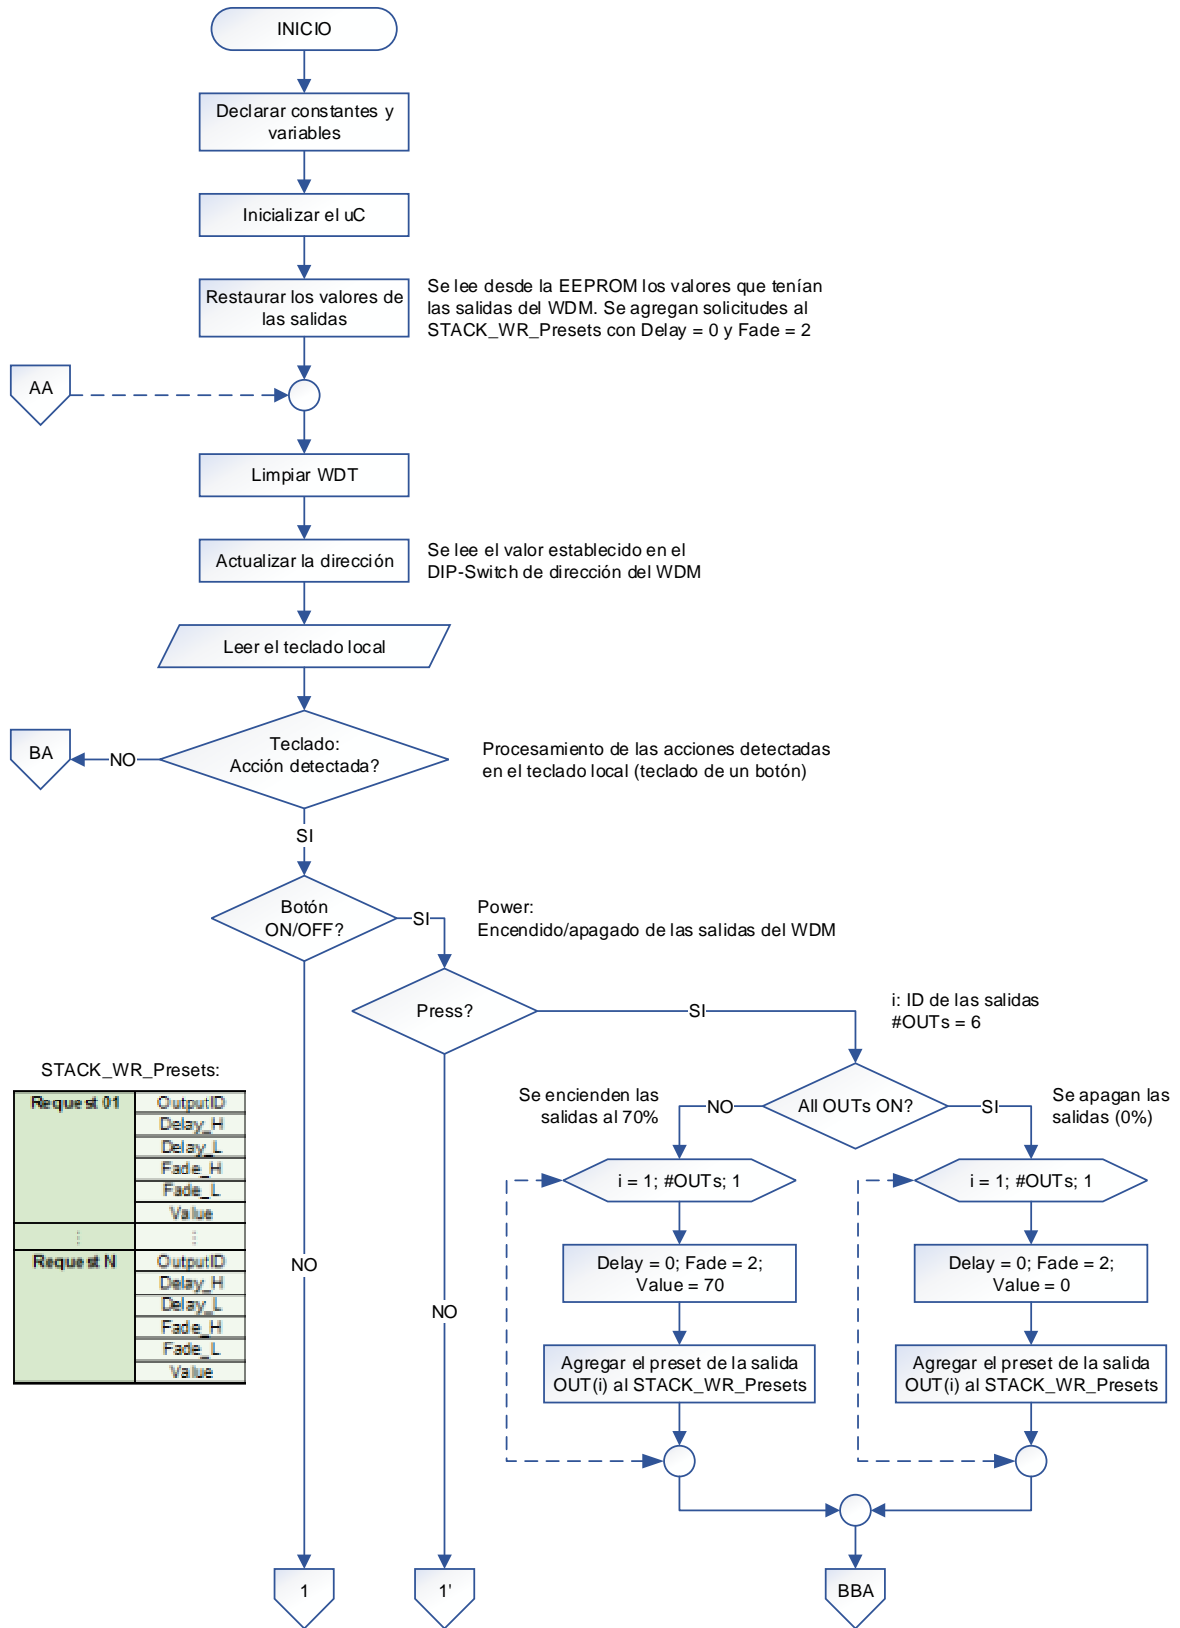 INICIO
Declarar constantes y
variables
Inicializar el uC
Restaurar los valores de
las salidas
Se lee desde la EEPROM los valores que tenían
las salidas del WDM. Se agregan solicitudes al
STACK_WR_Presets con Delay = 0 y Fade = 2
AA
Limpiar WDT
Actualizar la dirección
Se lee el valor establecido en el
DIP-Switch de dirección del WDM
Leer el teclado local
Teclado:
Acción detectada?
NO
BA
Procesamiento de las acciones detectadas
en el teclado local (teclado de un botón)
SI
Botón
ON/OFF?
SI
Power:
Encendido/apagado de las salidas del WDM
Press?
SI
i: ID de las salidas
#OUTs = 6
All OUTs ON?
NO
Se encienden las
salidas al 70%
SI
Se apagan las
salidas (0%)
i = 1; #OUTs; 1
i = 1; #OUTs; 1
Delay = 0; Fade = 2;
Value = 70
Delay = 0; Fade = 2;
Value = 0
Agregar el preset de la salida
OUT(i) al STACK_WR_Presets
Agregar el preset de la salida
OUT(i) al STACK_WR_Presets
STACK_WR_Presets:
Request 01 OutputID
Delay_H
Delay_L
Fade_H
Fade_L
Value
⋮ ⋮
Request N OutputID
Delay_H
Delay_L
Fade_H
Fade_L
Value
NO
NO
1
1'
BBA